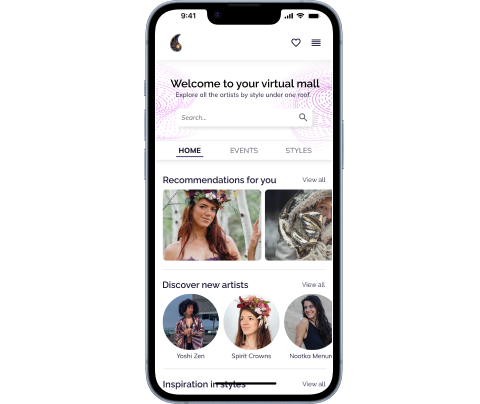 9:41
Welcome to your virtual mall
Explore all the artists by style under one roof.
Search...
HOME EVENTS STYLES
Recommendations for you View all
Discover new artists View all
Yoshi Zen Spirit Crowns Nootka Menun
Inspiration in styles View all